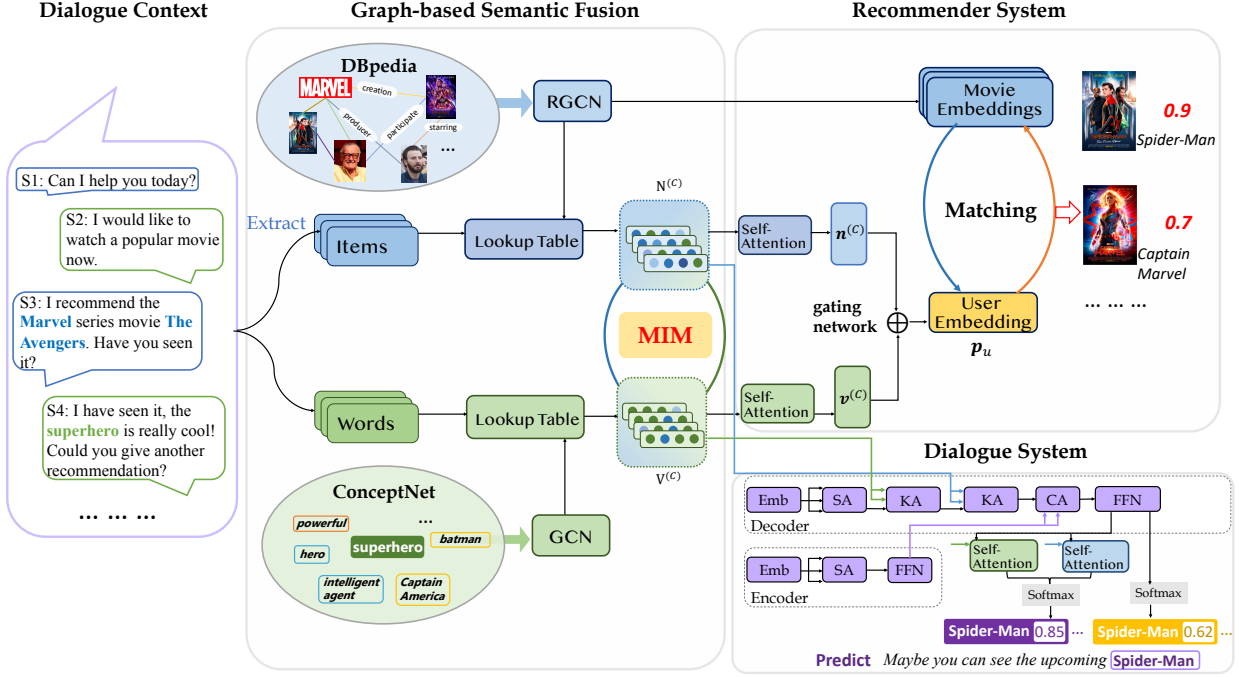 Dialogue Context
Graph-based Semantic Fusion
Recommender System
S1: Can I help you today?
S2: I would like to
watch a popular movie
now.
S3: I recommend the
Marvel series movie The
Avengers. Have you seen
it?
S4: I have seen it, the
superhero is really cool!
Could you give another
recommendation?
... ... ...
Extract
DBpedia
MARVEL
creation
producer
participate
starring
...
RGCN
Items
Lookup Table
N(C)
MIM
Words
Lookup Table
V(C)
ConceptNet
powerful
...
hero
superhero
batman
intelligent
agent
Captain
America
GCN
Self-
Attention
n(C)
gating
network
Self-
Attention
v(C)
Movie
Embeddings
Matching
User
Embedding
pu
0.9
Spider-Man
0.7
Captain
Marvel
... ... ...
Dialogue System
Emb
SA
KA
KA
CA
FFN
Decoder
Emb
SA
FFN
Encoder
Self-
Attention
Self-
Attention
Softmax
Softmax
Spider-Man 0.85 ...
Spider-Man 0.62 ...
Predict Maybe you can see the upcoming Spider-Man